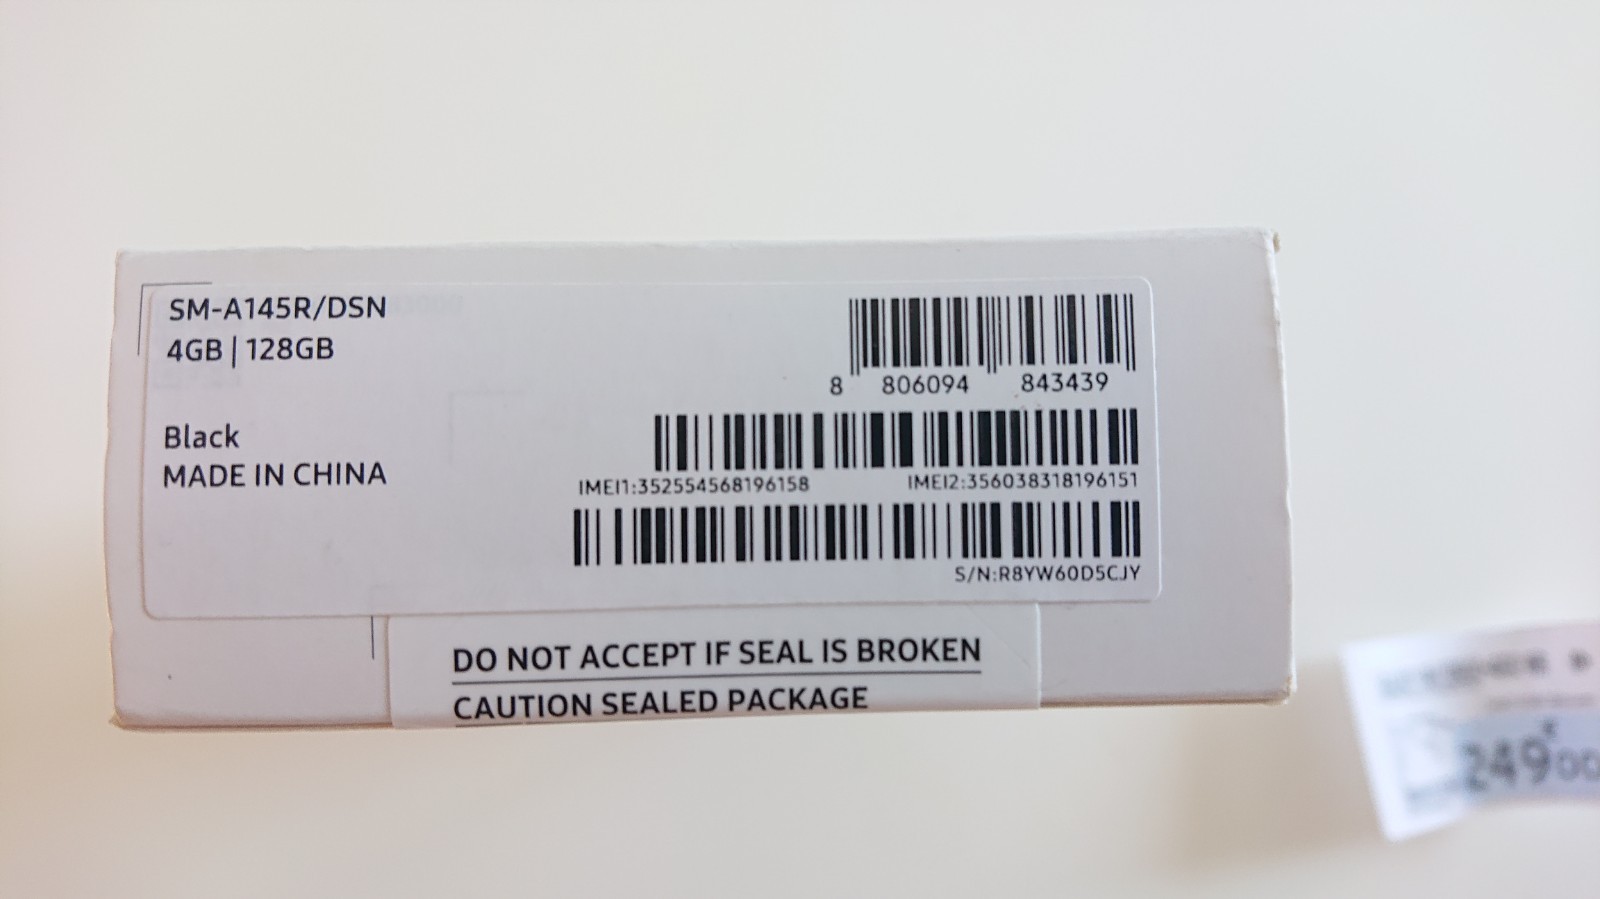 SM-A145R/DSN
4GB | 128GB
Black
MADE IN CHINA
8 806094 843439
IMEI1:352554568196158 IMEI2:356038318196151
S/N:R8YW60D5CJY
DO NOT ACCEPT IF SEAL IS BROKEN
CAUTION SEALED PACKAGE
249€00